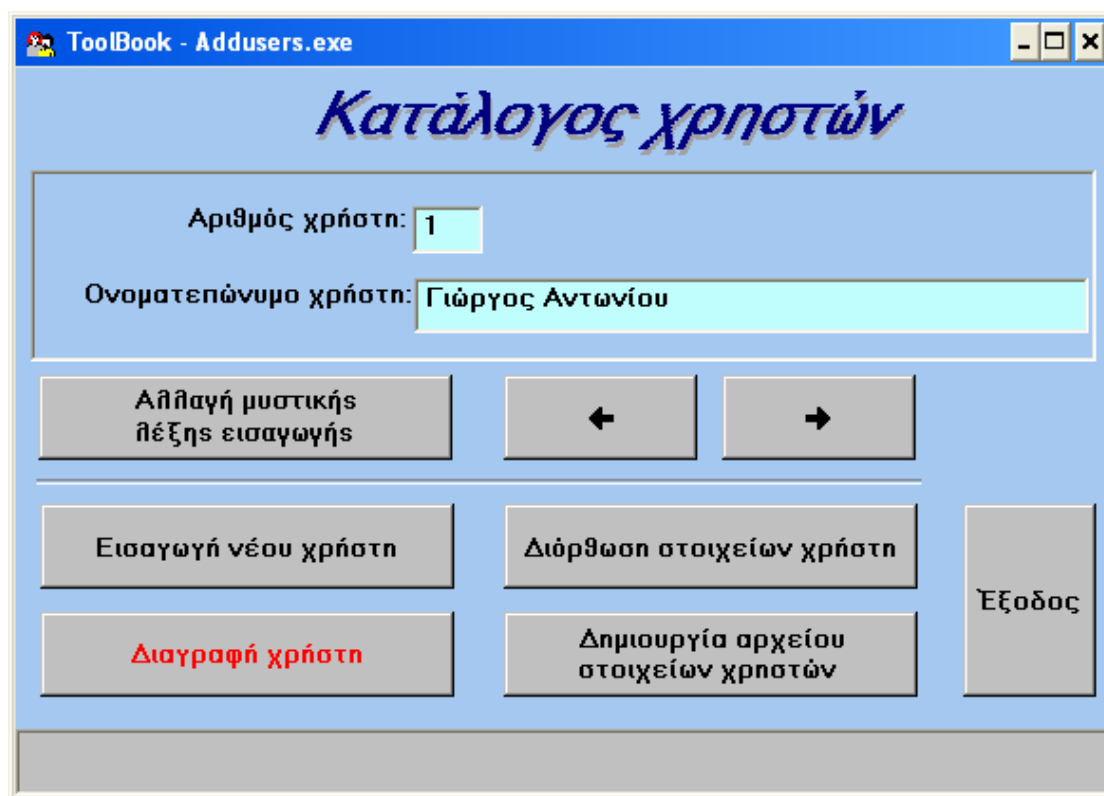 ToolBook - Addusers.exe
Κατάλογος χρηστών
Αριθμός χρήστη: 1
Ονοματεπώνυμο χρήστη: Γιώργος Αντωνίου
Αλλαγή μυστικής
λέξης εισαγωγής
Εισαγωγή νέου χρήστη
Διόρθωση στοιχείων χρήστη
Έξοδος
Διαγραφή χρήστη
Δημιουργία αρχείου
στοιχείων χρηστών